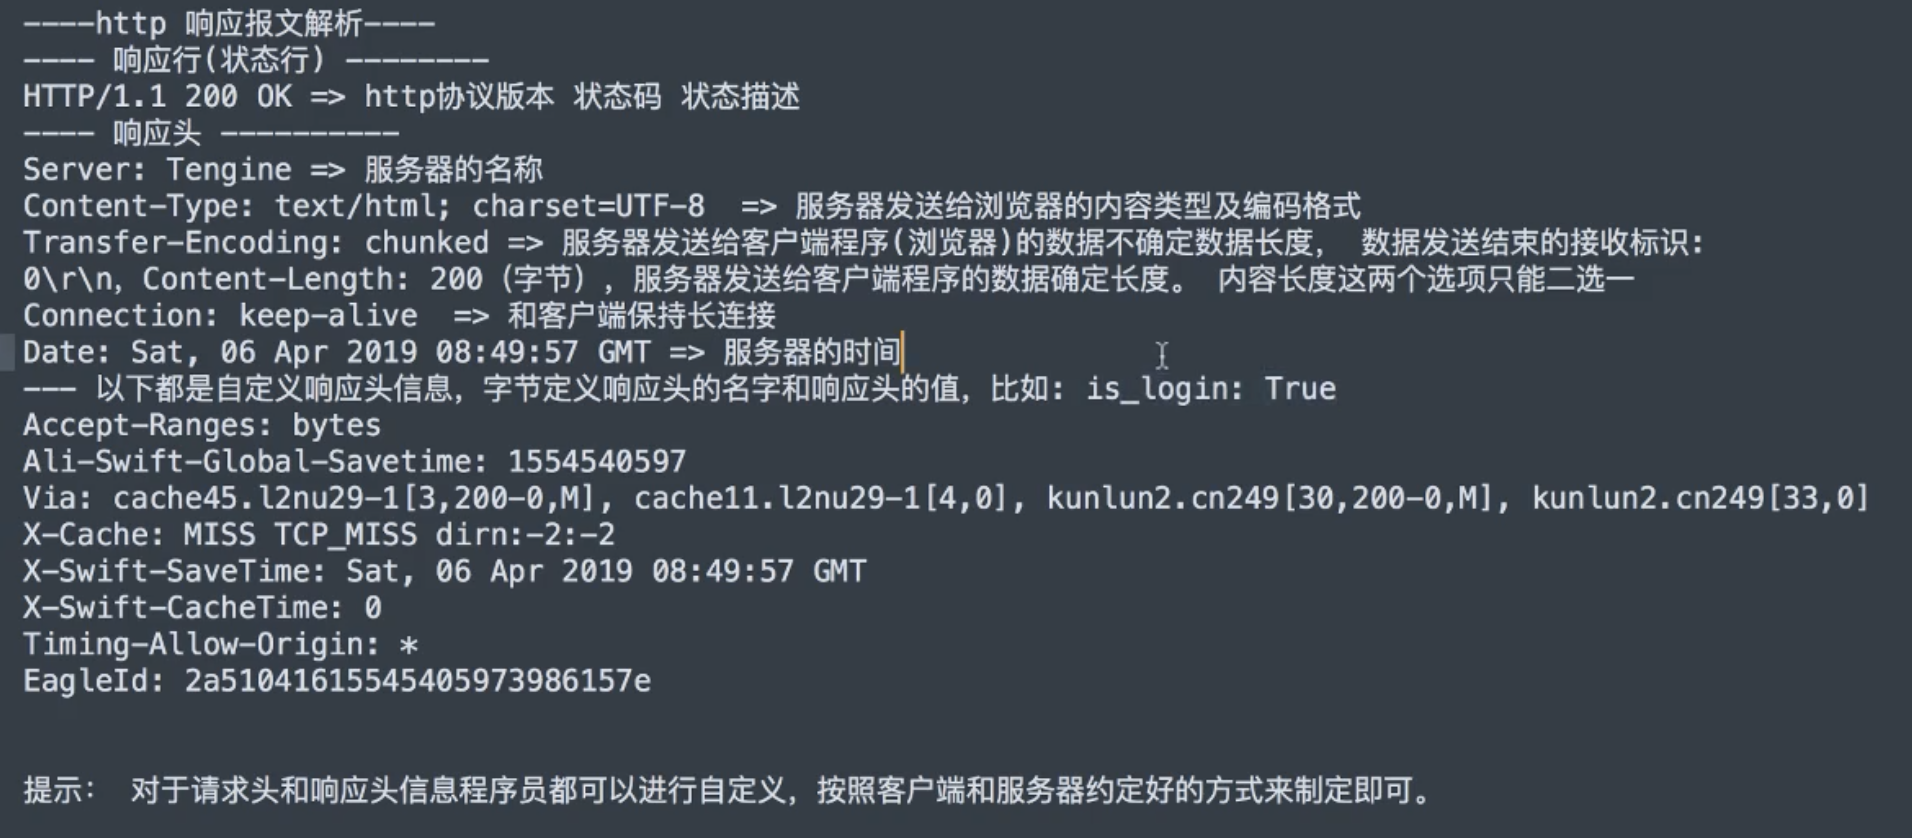 ----http 响应报文解析----
---- 响应行(状态行) --------
HTTP/1.1 200 OK => http协议版本 状态码 状态描述
---- 响应头 ----------
Server: Tengine => 服务器的名称
Content-Type: text/html; charset=UTF-8  => 服务器发送给浏览器的内容类型及编码格式
Transfer-Encoding: chunked => 服务器发送给客户端程序(浏览器)的数据不确定数据长度， 数据发送结束的接收标识：
0\r\n，Content-Length: 200（字节），服务器发送给客户端程序的数据确定长度。 内容长度这两个选项只能二选一
Connection: keep-alive  => 和客户端保持长连接
Date: Sat, 06 Apr 2019 08:49:57 GMT => 服务器的时间
--- 以下都是自定义响应头信息，字节定义响应头的名字和响应头的值，比如: is_login: True
Accept-Ranges: bytes
Ali-Swift-Global-Savetime: 1554540597
Via: cache45.l2nu29-1[3,200-0,M], cache11.l2nu29-1[4,0], kunlun2.cn249[30,200-0,M], kunlun2.cn249[33,0]
X-Cache: MISS TCP_MISS dirn:-2:-2
X-Swift-SaveTime: Sat, 06 Apr 2019 08:49:57 GMT
X-Swift-CacheTime: 0
Timing-Allow-Origin: *
EagleId: 2a51041615545405973986157e
提示： 对于请求头和响应头信息程序员都可以进行自定义，按照客户端和服务器约定好的方式来制定即可。